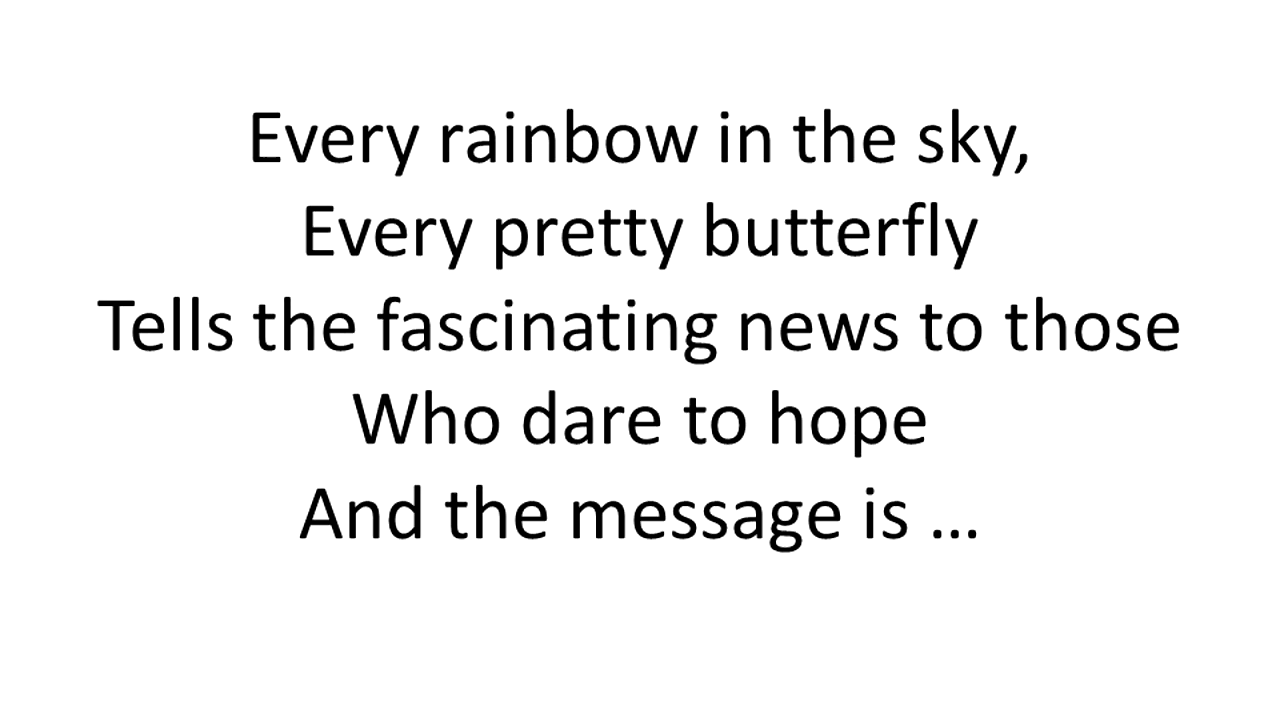 Every rainbow in the sky,
Every pretty butterfly
Tells the fascinating news to those
Who dare to hope
And the message is …